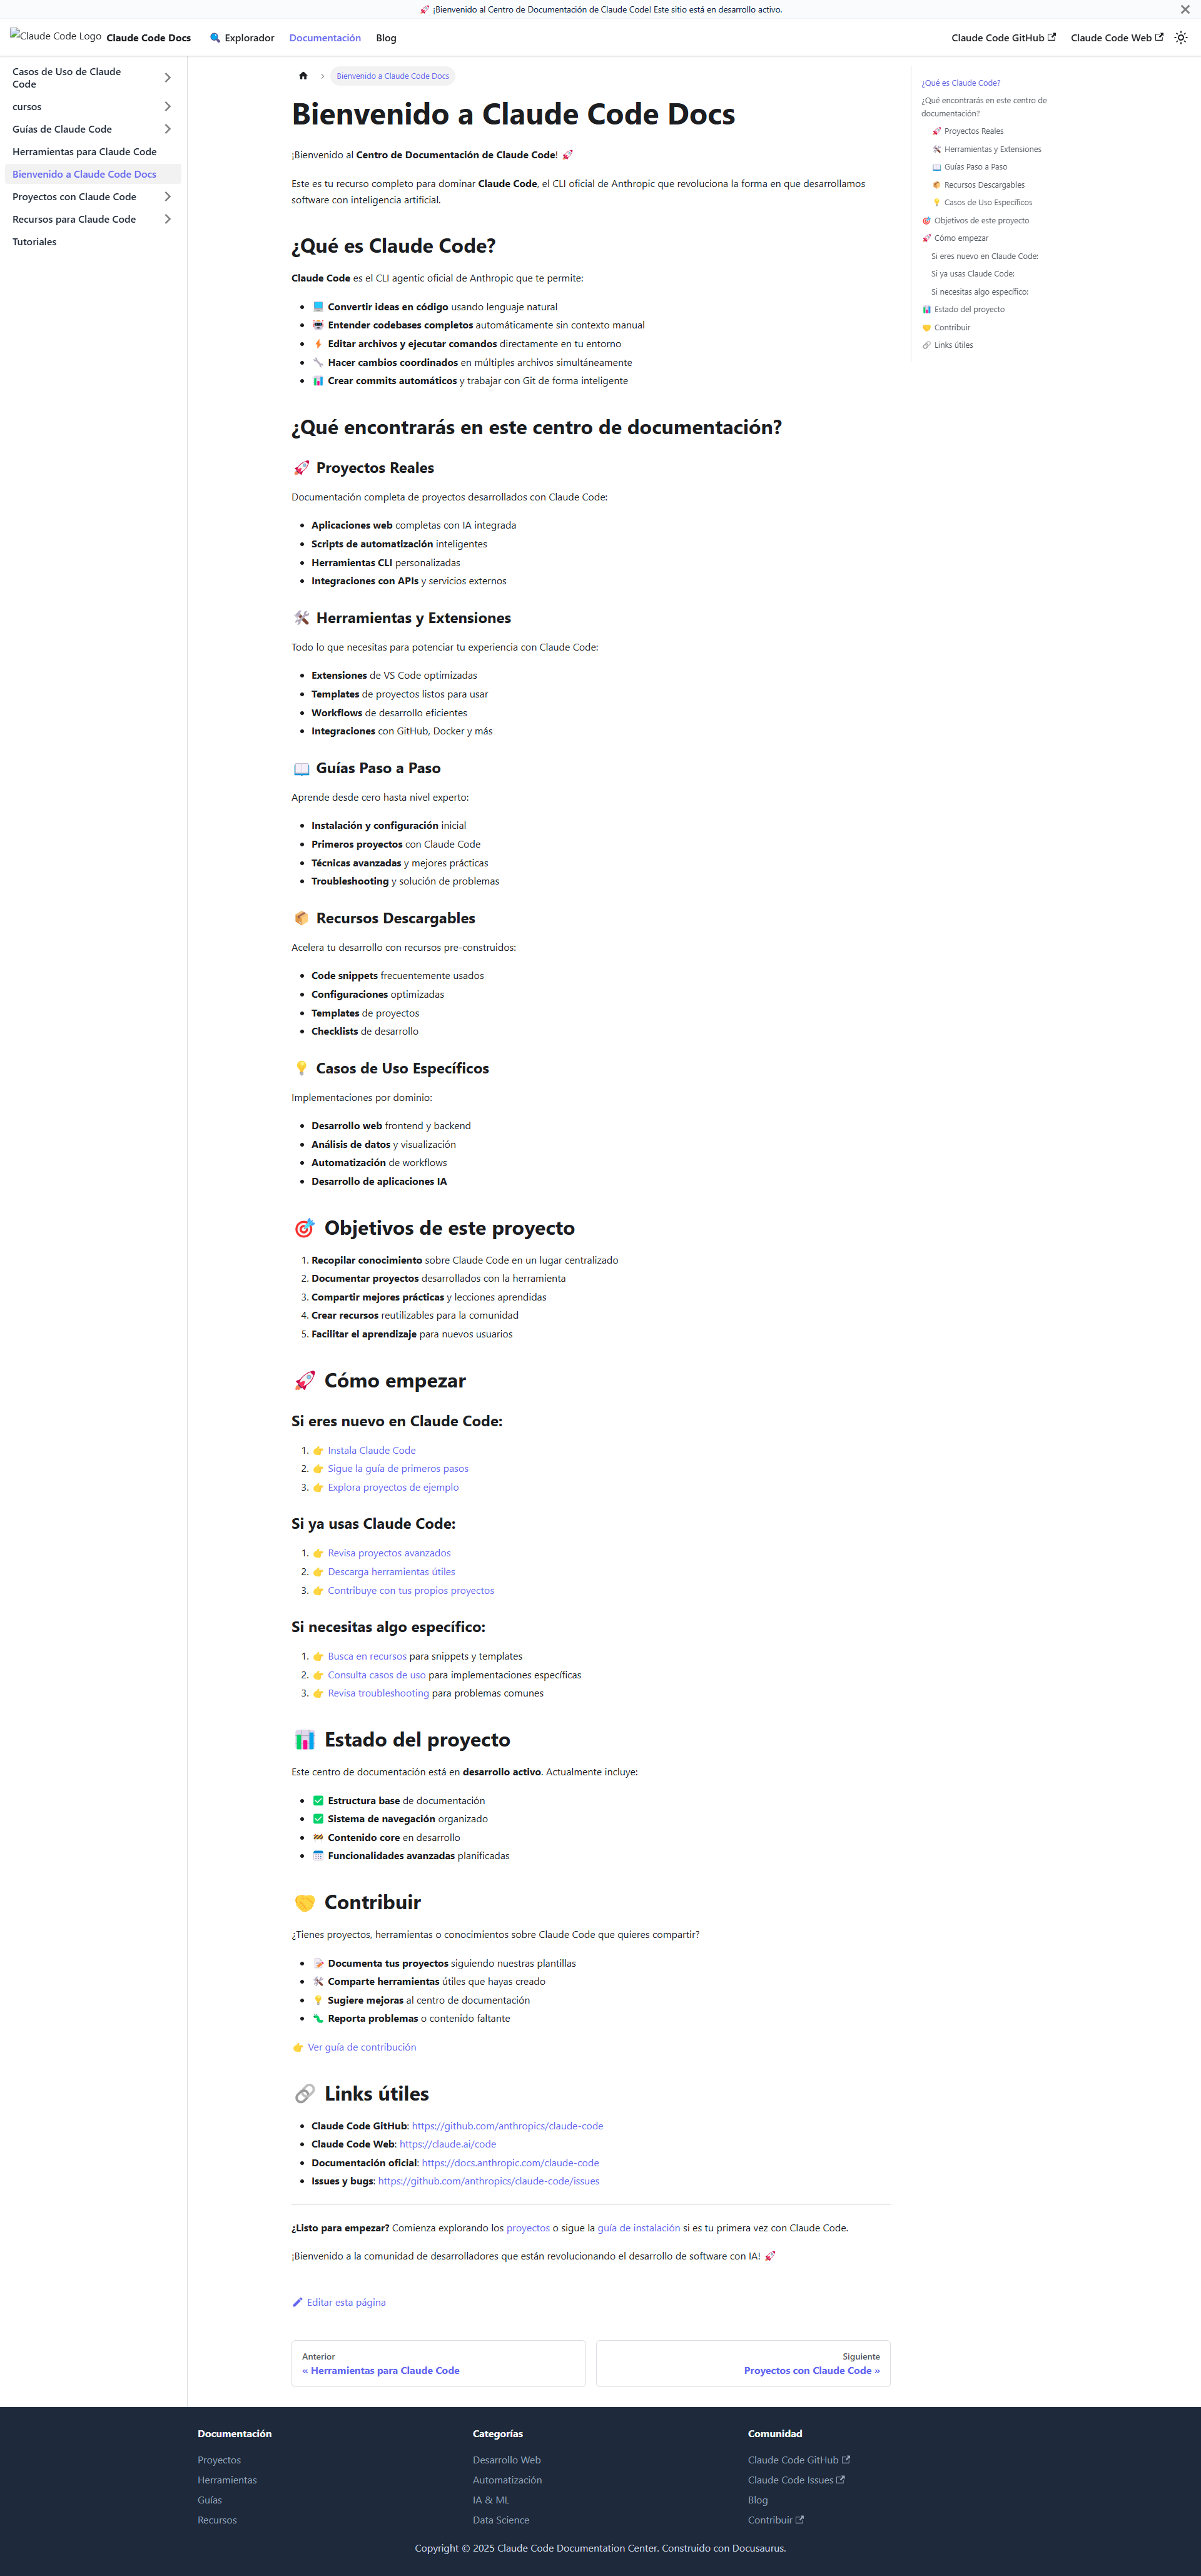 🚀 ¡Bienvenido al Centro de Documentación de Claude Code! Este sitio está en desarrollo activo.
Claude Code Logo Claude Code Docs 🔍 Explorador Documentación Blog Claude Code GitHub Claude Code Web
Casos de Uso de Claude
Code
cursos
Guías de Claude Code
Herramientas para Claude Code
Bienvenido a Claude Code Docs
Proyectos con Claude Code
Recursos para Claude Code
Tutoriales
Bienvenido a Claude Code Docs
Bienvenido a Claude Code Docs
¡Bienvenido al Centro de Documentación de Claude Code! 🚀
Este es tu recurso completo para dominar Claude Code, el CLI oficial de Anthropic que revoluciona la forma en que desarrollamos
software con inteligencia artificial.
¿Qué es Claude Code?
Claude Code es el CLI agentic oficial de Anthropic que te permite:
Convertir ideas en código usando lenguaje natural
Entender codebases completos automáticamente sin contexto manual
⚡ Editar archivos y ejecutar comandos directamente en tu entorno
🔧 Hacer cambios coordinados en múltiples archivos simultáneamente
📊 Crear commits automáticos y trabajar con Git de forma inteligente
¿Qué encontrarás en este centro de documentación?
🚀 Proyectos Reales
Documentación completa de proyectos desarrollados con Claude Code:
Aplicaciones web completas con IA integrada
Scripts de automatización inteligentes
Herramientas CLI personalizadas
Integraciones con APIs y servicios externos
🛠️ Herramientas y Extensiones
Todo lo que necesitas para potenciar tu experiencia con Claude Code:
Extensiones de VS Code optimizadas
Templates de proyectos listos para usar
Workflows de desarrollo eficientes
Integraciones con GitHub, Docker y más
📖 Guías Paso a Paso
Aprende desde cero hasta nivel experto:
Instalación y configuración inicial
Primeros proyectos con Claude Code
Técnicas avanzadas y mejores prácticas
Troubleshooting y solución de problemas
📦 Recursos Descargables
Acelera tu desarrollo con recursos pre-construidos:
Code snippets frecuentemente usados
Configuraciones optimizadas
Templates de proyectos
Checklists de desarrollo
💡 Casos de Uso Específicos
Implementaciones por dominio:
Desarrollo web frontend y backend
Análisis de datos y visualización
Automatización de workflows
Desarrollo de aplicaciones IA
🎯 Objetivos de este proyecto
1. Recopilar conocimiento sobre Claude Code en un lugar centralizado
2. Documentar proyectos desarrollados con la herramienta
3. Compartir mejores prácticas y lecciones aprendidas
4. Crear recursos reutilizables para la comunidad
5. Facilitar el aprendizaje para nuevos usuarios
🚀 Cómo empezar
Si eres nuevo en Claude Code:
1. 👉 Instala Claude Code
2. 👉 Sigue la guía de primeros pasos
3. 👉 Explora proyectos de ejemplo
Si ya usas Claude Code:
1. 👉 Revisa proyectos avanzados
2. 👉 Descarga herramientas útiles
3. 👉 Contribuye con tus propios proyectos
Si necesitas algo específico:
1. 👉 Busca en recursos para snippets y templates
2. 👉 Consulta casos de uso para implementaciones específicas
3. 👉 Revisa troubleshooting para problemas comunes
📊 Estado del proyecto
Este centro de documentación está en desarrollo activo. Actualmente incluye:
✅ Estructura base de documentación
✅ Sistema de navegación organizado
🚧 Contenido core en desarrollo
Funcionalidades avanzadas planificadas
🤝 Contribuir
¿Tienes proyectos, herramientas o conocimientos sobre Claude Code que quieres compartir?
📝 Documenta tus proyectos siguiendo nuestras plantillas
🛠️ Comparte herramientas útiles que hayas creado
💡 Sugiere mejoras al centro de documentación
🐛 Reporta problemas o contenido faltante
👉 Ver guía de contribución
🔗 Links útiles
Claude Code GitHub: https://github.com/anthropics/claude-code
Claude Code Web: https://claude.ai/code
Documentación oficial: https://docs.anthropic.com/claude-code
Issues y bugs: https://github.com/anthropics/claude-code/issues
¿Listo para empezar? Comienza explorando los proyectos o sigue la guía de instalación si es tu primera vez con Claude Code.
¡Bienvenido a la comunidad de desarrolladores que están revolucionando el desarrollo de software con IA! 🚀
Editar esta página
Anterior
« Herramientas para Claude Code
Siguiente
Proyectos con Claude Code »
¿Qué es Claude Code?
¿Qué encontrarás en este centro de
documentación?
🚀 Proyectos Reales
🛠️ Herramientas y Extensiones
📖 Guías Paso a Paso
📦 Recursos Descargables
💡 Casos de Uso Específicos
🎯 Objetivos de este proyecto
🚀 Cómo empezar
Si eres nuevo en Claude Code:
Si ya usas Claude Code:
Si necesitas algo específico:
📊 Estado del proyecto
🤝 Contribuir
🔗 Links útiles
Documentación
Proyectos
Herramientas
Guías
Recursos
Categorías
Desarrollo Web
Automatización
IA & ML
Data Science
Comunidad
Claude Code GitHub
Claude Code Issues
Blog
Contribuir
Copyright © 2025 Claude Code Documentation Center. Construido con Docusaurus.